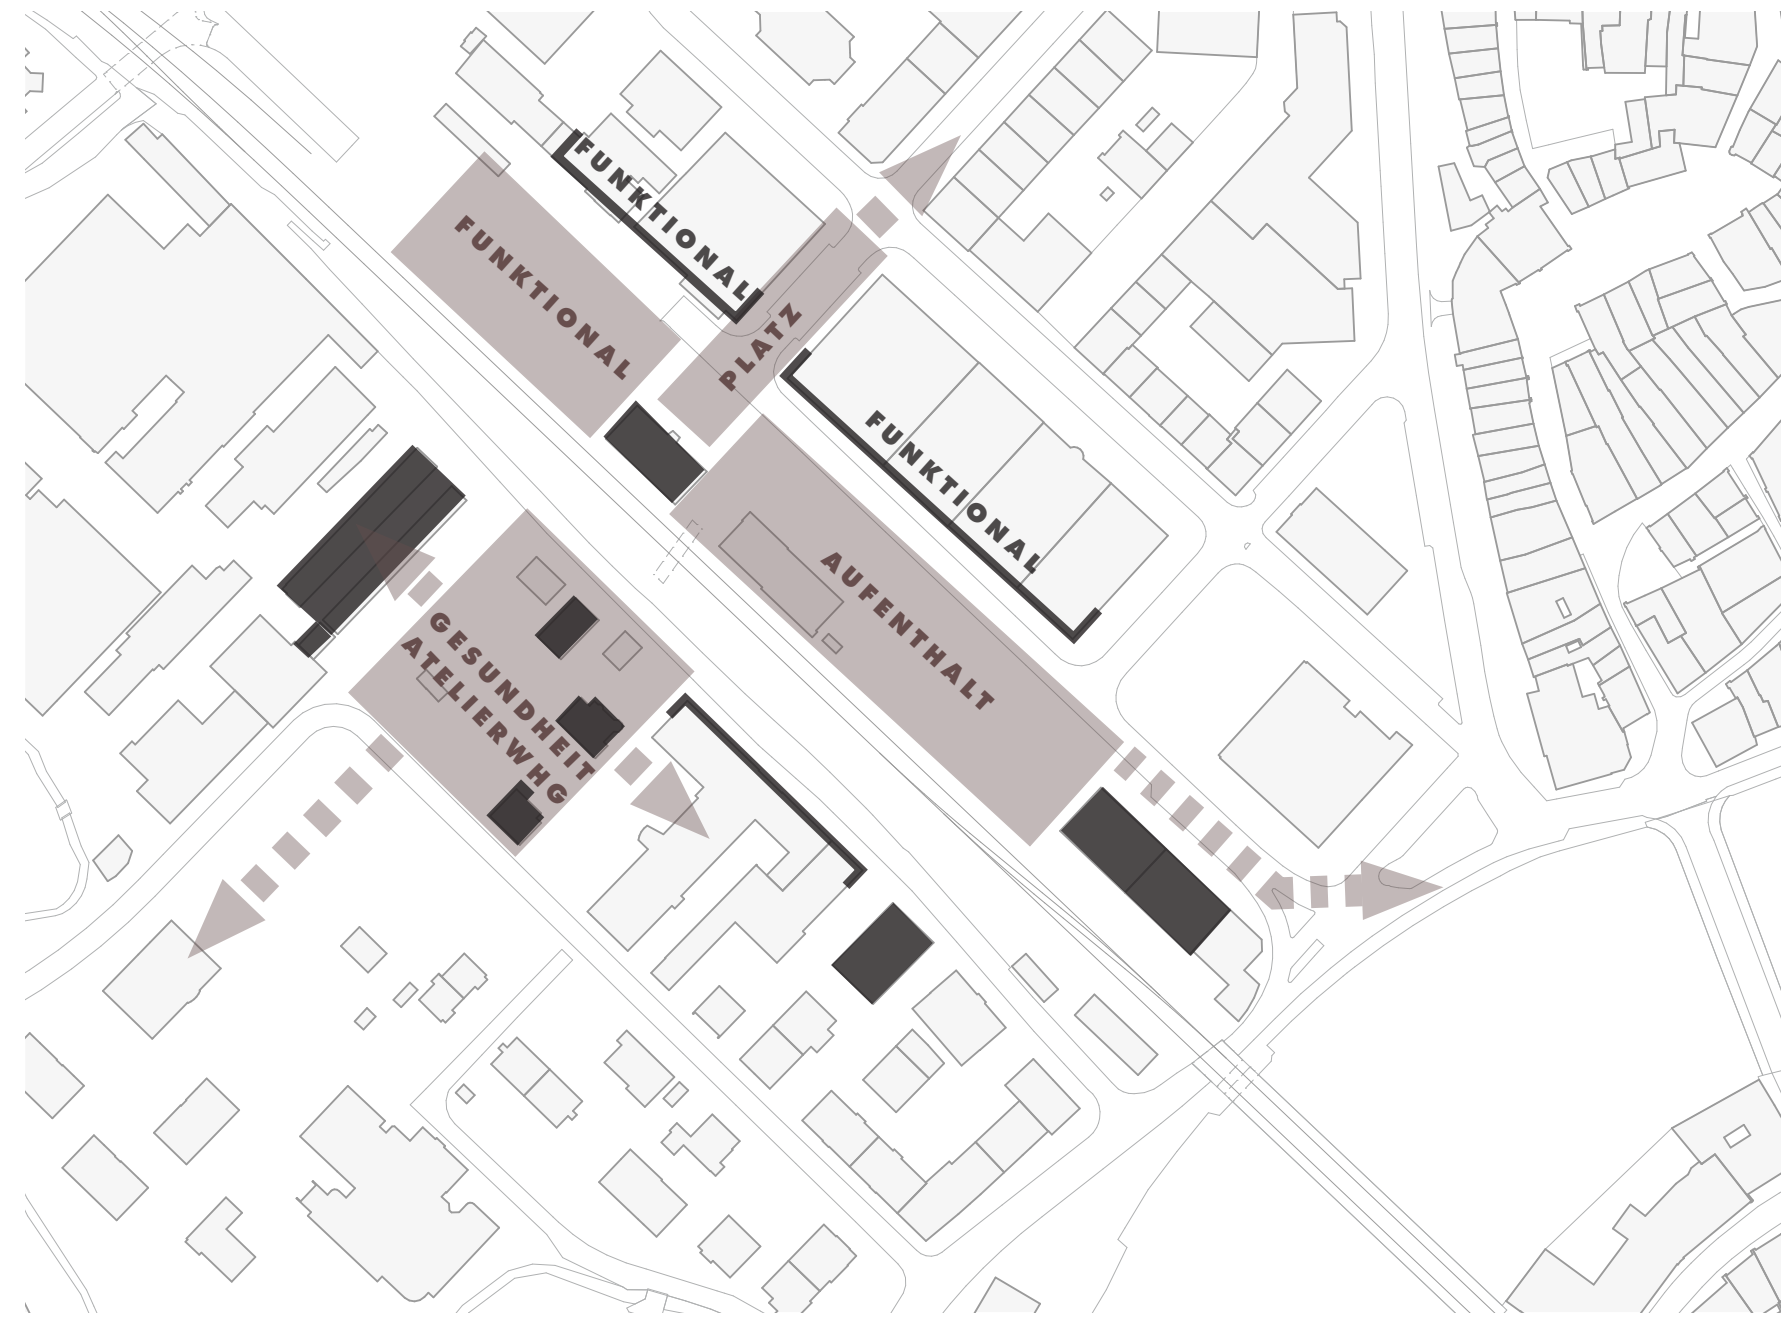 FUNKTIONAL
FUNKTIONAL
PLATZ
FUNKTIONAL
AUFENTHALT
GESUNDHEIT
ATELIERWHG